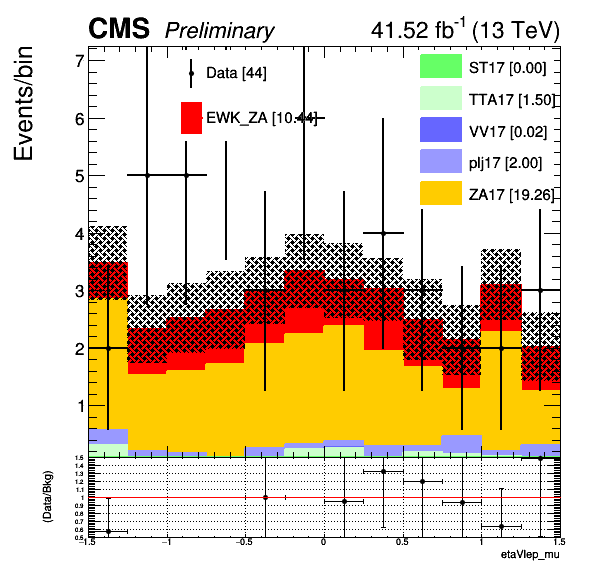 CMS Preliminary 41.52 fb-1 (13 TeV)
Events/bin
Data [44]
EWK_ZA [10.44]
ST17 [0.00]
TTA17 [1.50]
VV17 [0.02]
plj17 [2.00]
ZA17 [19.26]
7
6
5
4
3
2
1
(Data/Bkg)
1.5
1.4
1.3
1.2
1.1
1
0.9
0.8
0.7
0.6
0.5
−1.5 −1 −0.5 0 0.5 1 1.5
etaVlep_mu